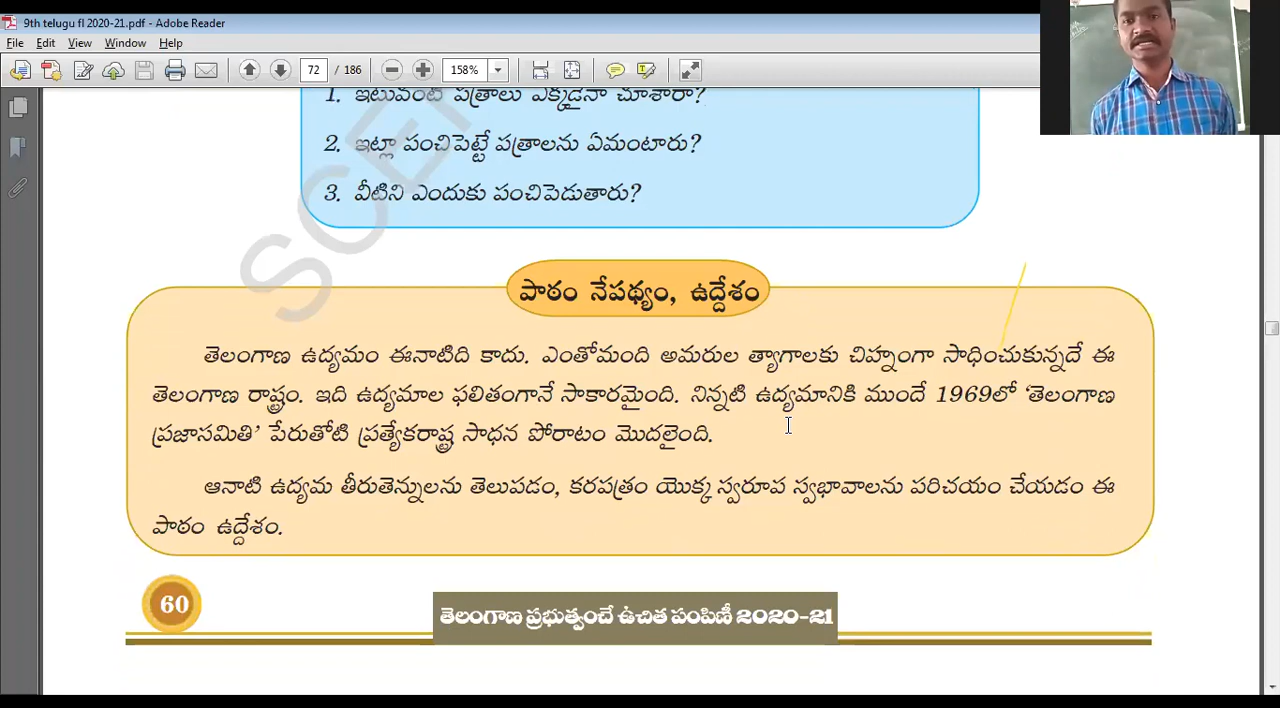 9th telugu fl 2020-21.pdf - Adobe Reader
File Edit View Window Help
72 / 186 158%
1. ఇటువంటి పత్రాలు ఎక్కడైనా చూశారా?
2. ఇట్లా పంచిపెట్టే పత్రాలను ఏమంటారు?
3. వీటిని ఎందుకు పంచిపెడుతారు?
SCE
పాఠం నేపథ్యం, ఉద్దేశం
తెలంగాణ ఉద్యమం ఈనాటిది కాదు. ఎంతోమంది అమరుల త్యాగాలకు చిహ్నంగా సాధించుకున్నదే ఈ
తెలంగాణ రాష్ట్రం. ఇది ఉద్యమాల ఫలితంగానే సాకారమైంది. నిన్నటి ఉద్యమానికి ముందే 1969లో ‘తెలంగాణ
ప్రజాసమితి’ పేరుతోటి ప్రత్యేకరాష్ట్ర సాధన పోరాటం మొదలైంది.
ఆనాటి ఉద్యమ తీరుతెన్నులను తెలుపడం, కరపత్రం యొక్క స్వరూప స్వభావాలను పరిచయం చేయడం ఈ
పాఠం ఉద్దేశం.
60
తెలంగాణ ప్రభుత్వంచే ఉచిత పంపిణీ 2020-21